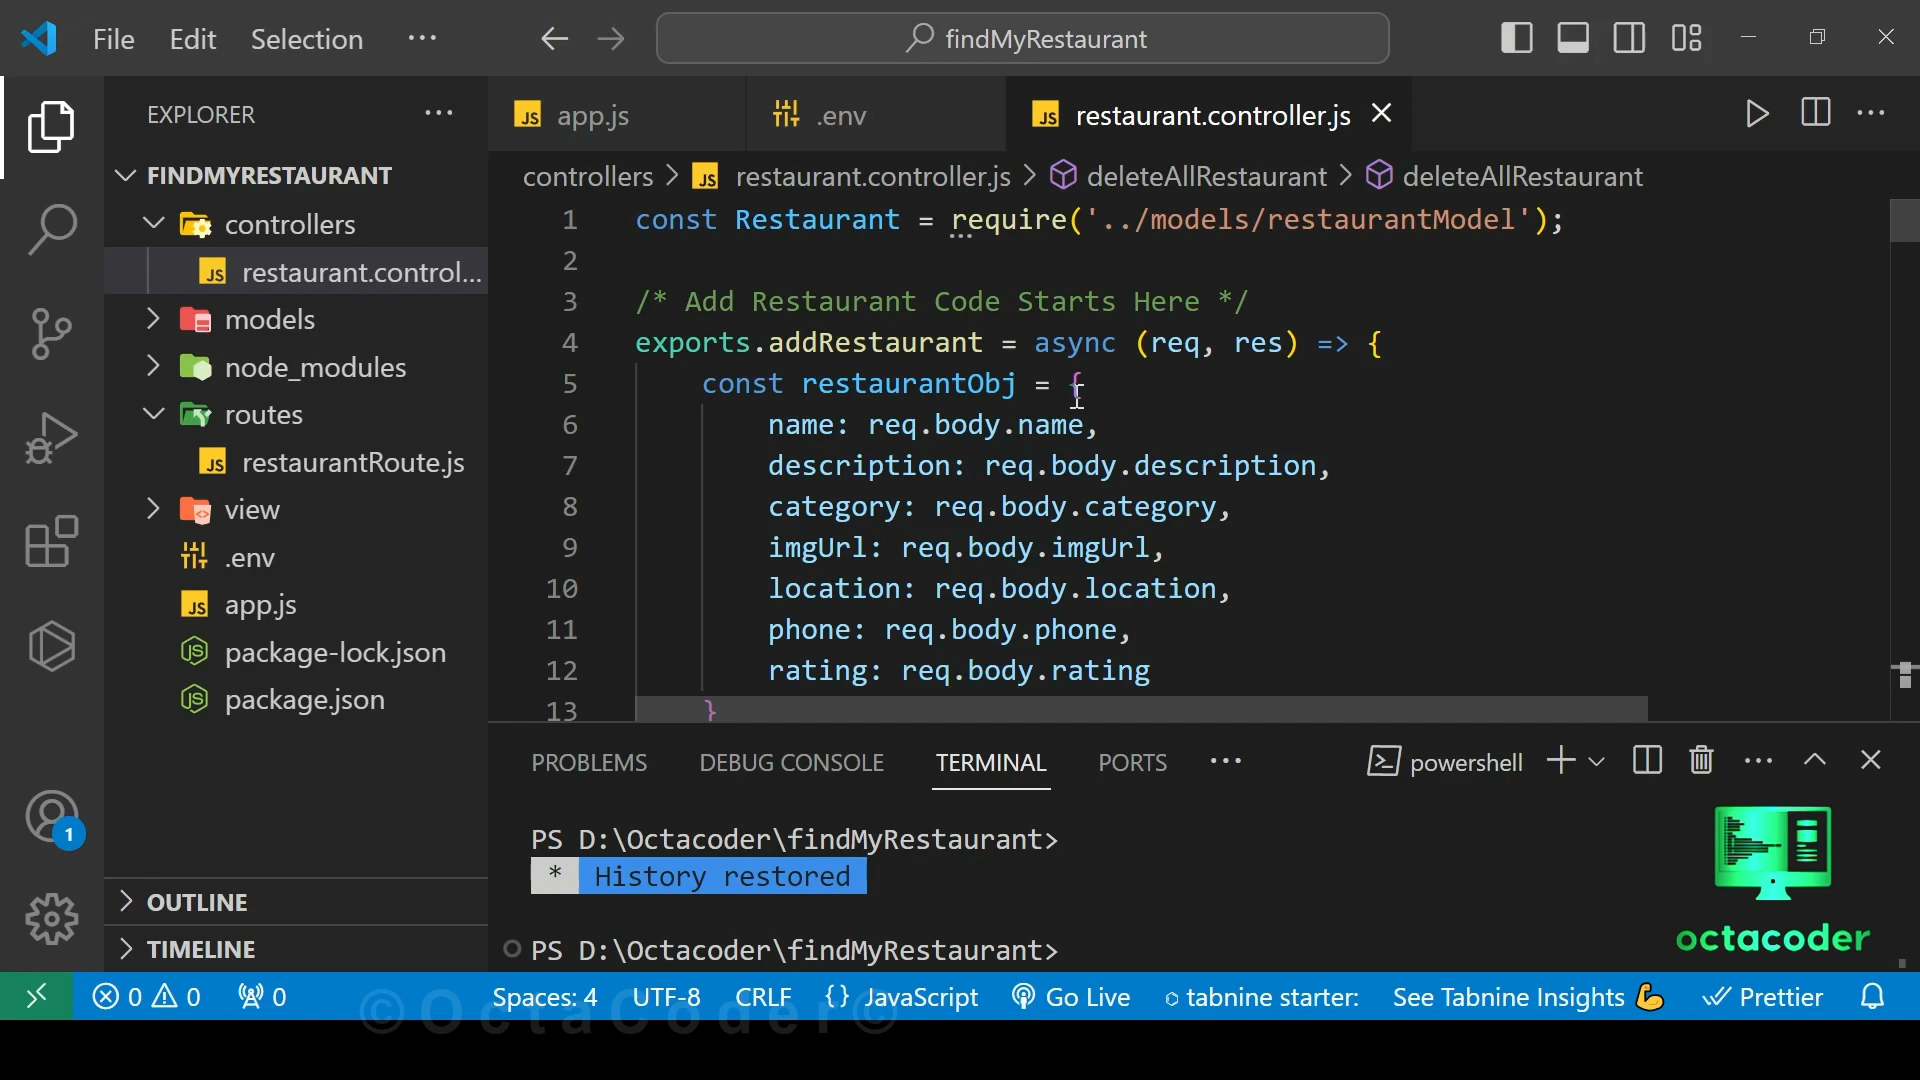 File Edit Selection ··· findMyRestaurant
EXPLORER ···
FINDMYRESTAURANT
controllers
restaurant.control...
models
node_modules
routes
restaurantRoute.js
view
.env
app.js
package-lock.json
package.json
OUTLINE
TIMELINE
1
JS app.js .env JS restaurant.controller.js
controllers > JS restaurant.controller.js > deleteAllRestaurant > deleteAllRestaurant
1 const Restaurant = require('../models/restaurantModel');
2
3 /* Add Restaurant Code Starts Here */
4 exports.addRestaurant = async (req, res) => {
5 const restaurantObj = {
6 name: req.body.name,
7 description: req.body.description,
8 category: req.body.category,
9 imgUrl: req.body.imgUrl,
10 location: req.body.location,
11 phone: req.body.phone,
12 rating: req.body.rating
13 }
PROBLEMS DEBUG CONSOLE TERMINAL PORTS ··· powershell
PS D:\Octacoder\findMyRestaurant>
* History restored
PS D:\Octacoder\findMyRestaurant>
octacoder
0 0 0 Spaces: 4 UTF-8 CRLF {} JavaScript Go Live tabnine starter: See Tabnine Insights Prettier
©OctaCoder©